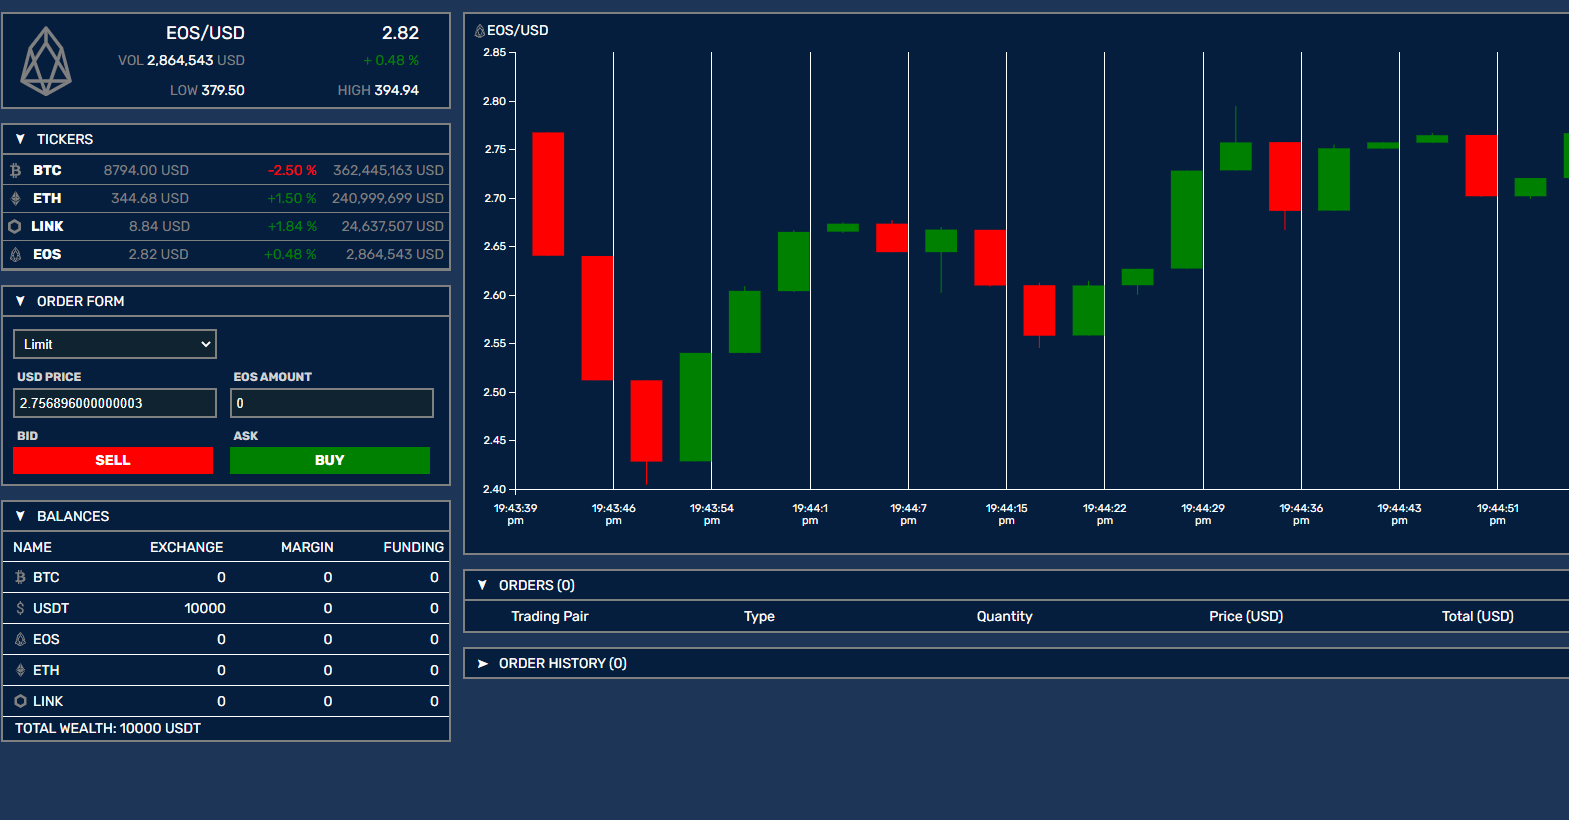 EOS/USD 2.82
VOL 2,864,543 USD + 0.48 %
LOW 379.50 HIGH 394.94
▼ TICKERS
BTC 8794.00 USD -2.50 % 362,445,163 USD
ETH 344.68 USD +1.50 % 240,999,699 USD
LINK 8.84 USD +1.84 % 24,637,507 USD
EOS 2.82 USD +0.48 % 2,864,543 USD
▼ ORDER FORM
Limit
USD PRICE EOS AMOUNT
2.756896000000003 0
BID ASK
SELL BUY
▼ BALANCES
NAME EXCHANGE MARGIN FUNDING
BTC 0 0 0
USDT 10000 0 0
EOS 0 0 0
ETH 0 0 0
LINK 0 0 0
TOTAL WEALTH: 10000 USDT
EOS/USD
2.85
2.80
2.75
2.70
2.65
2.60
2.55
2.50
2.45
2.40
19:43:39 pm
19:43:46 pm
19:43:54 pm
19:44:1 pm
19:44:7 pm
19:44:15 pm
19:44:22 pm
19:44:29 pm
19:44:36 pm
19:44:43 pm
19:44:51 pm
▼ ORDERS (0)
Trading Pair Type Quantity Price (USD) Total (USD)
► ORDER HISTORY (0)